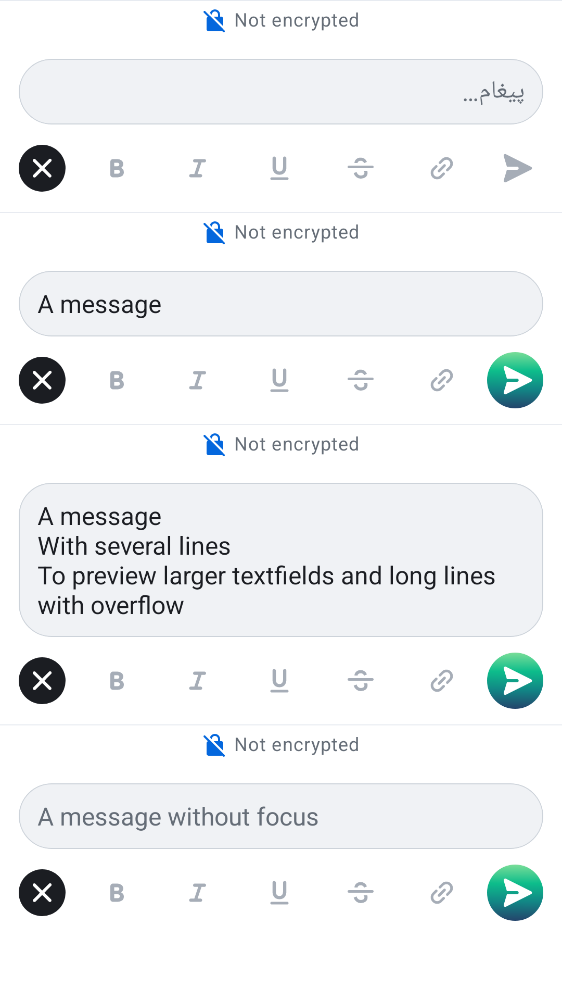 Not encrypted
پیغام...
B I U S
Not encrypted
A message
B I U S
Not encrypted
A message
With several lines
To preview larger textfields and long lines
with overflow
B I U S
Not encrypted
A message without focus
B I U S